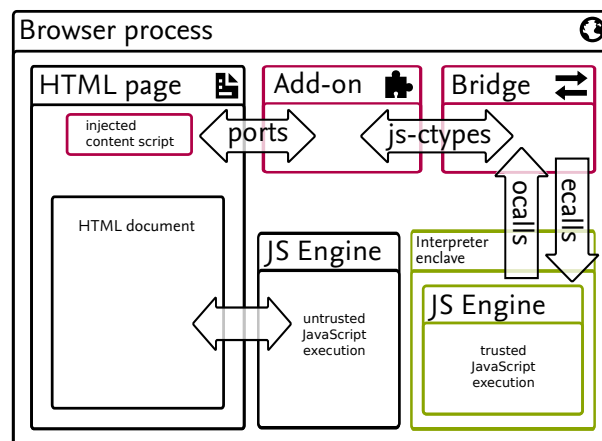 Browser process
HTML page
Add-on
Bridge
injected
content script
ports
js-ctypes
ocalls
ecalls
HTML document
JS Engine
untrusted
JavaScript
execution
Interpreter
enclave
JS Engine
trusted
JavaScript
execution